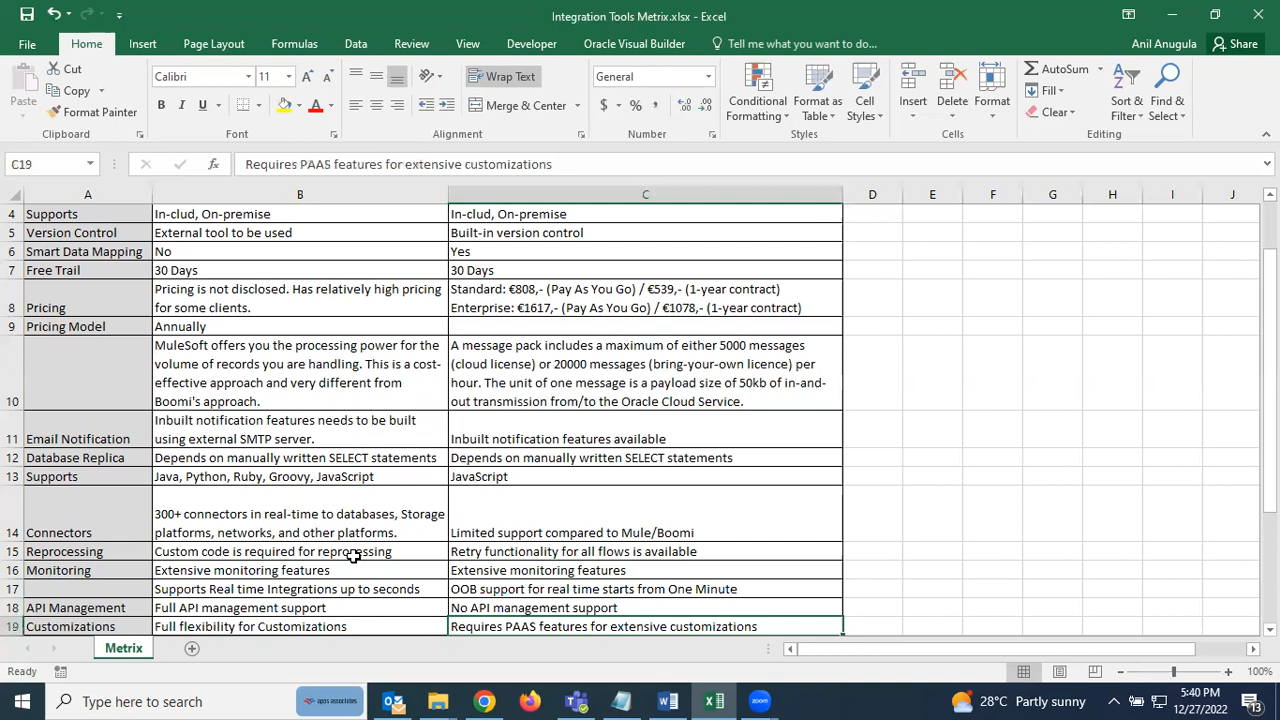 Integration Tools Metrix.xlsx - Excel
File Home Insert Page Layout Formulas Data Review View Developer Oracle Visual Builder Tell me what you want to do... Anil Anugula Share
Paste Cut Copy Format Painter Clipboard
Calibri 11 B I U A Font
Wrap Text Merge & Center Alignment
General $ % , Number
Conditional Formatting Format as Table Cell Styles Styles
Insert Delete Format Cells
AutoSum Fill Clear Sort & Filter Find & Select Editing
C19 fx Requires PAAS features for extensive customizations
A B C D E F G H I J
4 Supports In-clud, On-premise In-clud, On-premise
5 Version Control External tool to be used Built-in version control
6 Smart Data Mapping No Yes
7 Free Trail 30 Days 30 Days
8 Pricing Pricing is not disclosed. Has relatively high pricing for some clients. Standard: €808,- (Pay As You Go) / €539,- (1-year contract)
Enterprise: €1617,- (Pay As You Go) / €1078,- (1-year contract)
9 Pricing Model Annually
10 MuleSoft offers you the processing power for the
volume of records you are handling. This is a cost-
effective approach and very different from
Boomi's approach.
A message pack includes a maximum of either 5000 messages
(cloud license) or 20000 messages (bring-your-own licence) per
hour. The unit of one message is a payload size of 50kb of in-and-
out transmission from/to the Oracle Cloud Service.
11 Email Notification Inbuilt notification features needs to be built
using external SMTP server. Inbuilt notification features available
12 Database Replica Depends on manually written SELECT statements Depends on manually written SELECT statements
13 Supports Java, Python, Ruby, Groovy, JavaScript JavaScript
14 Connectors 300+ connectors in real-time to databases, Storage
platforms, networks, and other platforms. Limited support compared to Mule/Boomi
15 Reprocessing Custom code is required for reprocessing Retry functionality for all flows is available
16 Monitoring Extensive monitoring features Extensive monitoring features
17 Supports Real time Integrations up to seconds OOB support for real time starts from One Minute
18 API Management Full API management support No API management support
19 Customizations Full flexibility for Customizations Requires PAAS features for extensive customizations
Metrix
Ready 100%
Type here to search apps associates 28°C Partly sunny 5:40 PM
12/27/2022 13